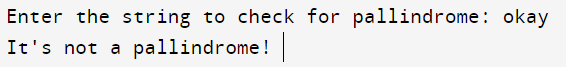 Enter the string to check for pallindrome: okay
It's not a pallindrome!